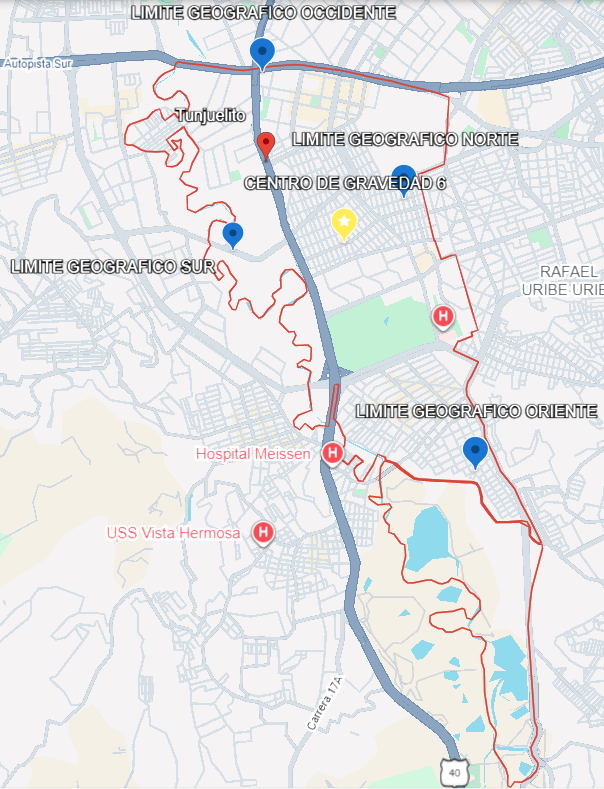 LIMITE GEOGRAFICO OCCIDENTE
Autopista Sur
Tunjuelito
LIMITE GEOGRAFICO NORTE
CENTRO DE GRAVEDAD 6
LIMITE GEOGRAFICO SUR
RAFAEL
URIBE URIBE
H
LIMITE GEOGRAFICO ORIENTE
Hospital Meissen
H
USS Vista Hermosa
H
Carrera 17A
40